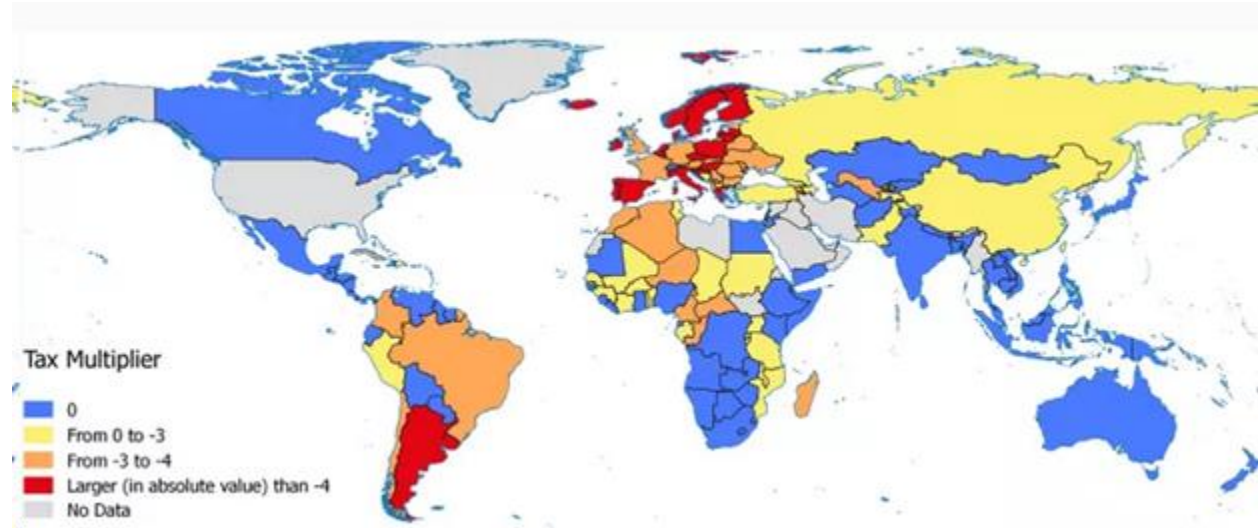 Tax Multiplier
0
From 0 to -3
From -3 to -4
Larger (in absolute value) than -4
No Data